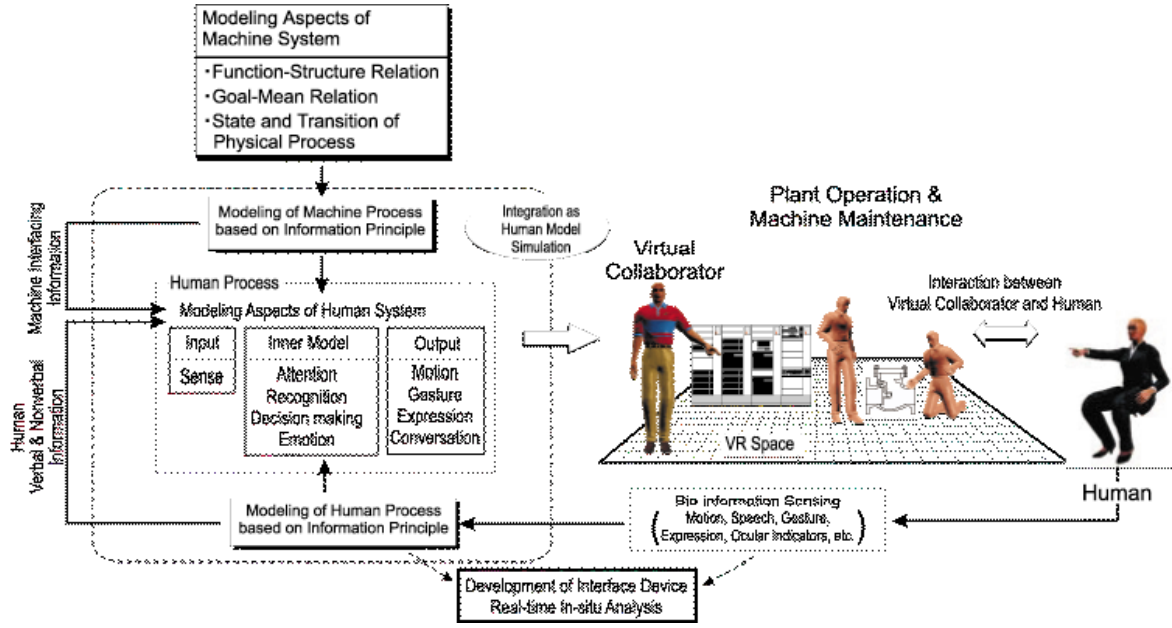 Modeling Aspects of
Machine System
・Function-Structure Relation
・Goal-Mean Relation
・State and Transition of
Physical Process
Modeling of Machine Process
based on Information Principle
Integration as
Human Model
Simulation
Machine Interfacing
Information
Human
Verbal & Nonverbal
Information
Human Process
Modeling Aspects of Human System
Input
Sense
Inner Model
Attention
Recognition
Decision making
Emotion
Output
Motion
Gesture
Expression
Conversation
Modeling of Human Process
based on Information Principle
Plant Operation &
Machine Maintenance
Virtual
Collaborator
Interaction between
Virtual Collaborator and Human
VR Space
Human
Bio Information Sensing
(Motion, Speech, Gesture,
Expression, Ocular Indicators, etc.)
Development of Interface Device
Real-time In-situ Analysis